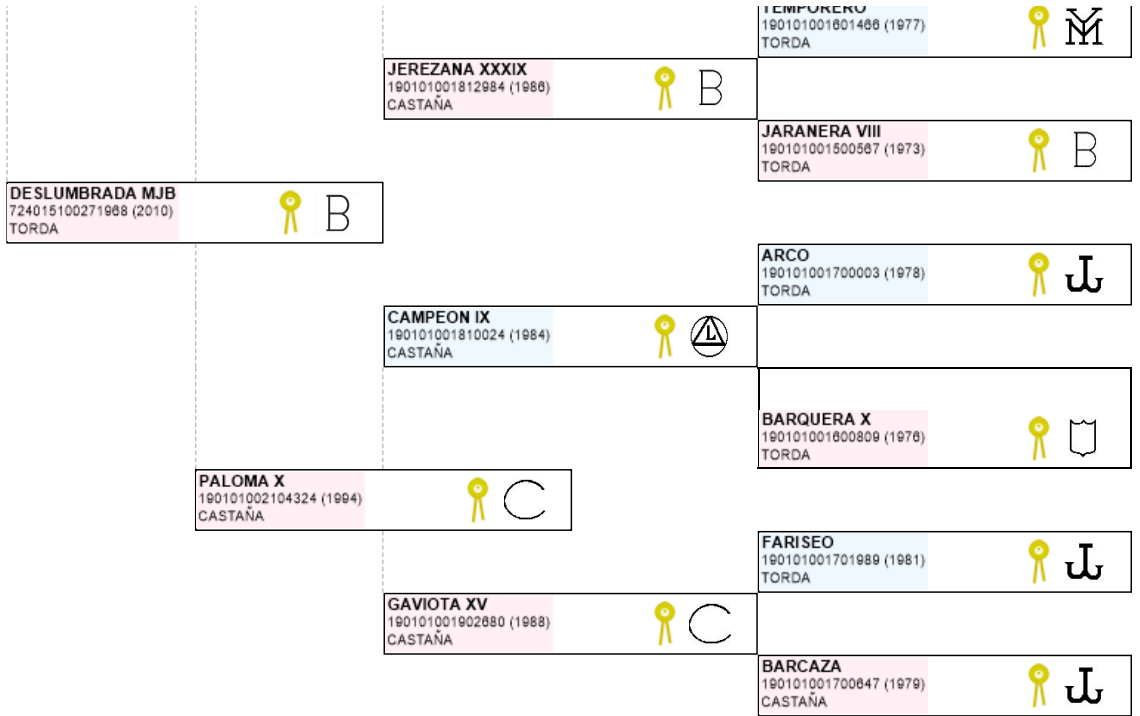 TEMPORERO
190101001601466 (1977)
TORDA
JEREZANA XXXIX
190101001812984 (1986)
CASTAÑA
B
JARANERA VIII
190101001500567 (1973)
TORDA
B
DESLUMBRADA MJB
724015100271968 (2010)
TORDA
B
ARCO
190101001700003 (1978)
TORDA
CAMPEON IX
190101001810024 (1984)
CASTAÑA
L
BARQUERA X
190101001600809 (1976)
TORDA
PALOMA X
190101002104324 (1994)
CASTAÑA
C
FARISEO
190101001701989 (1981)
TORDA
GAVIOTA XV
190101001902680 (1988)
CASTAÑA
C
BARCAZA
190101001700647 (1979)
CASTAÑA